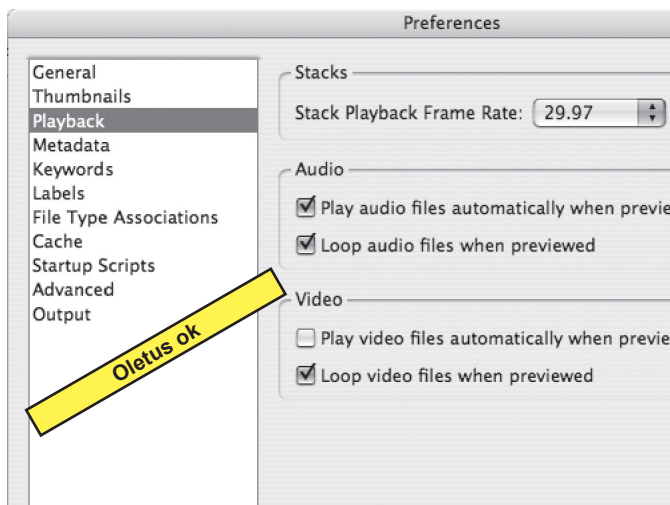 Preferences
General
Thumbnails
Playback
Metadata
Keywords
Labels
File Type Associations
Cache
Startup Scripts
Advanced
Output
Oletus ok
Stacks
Stack Playback Frame Rate: 29.97
Audio
Play audio files automatically when previe
Loop audio files when previewed
Video
Play video files automatically when previe
Loop video files when previewed